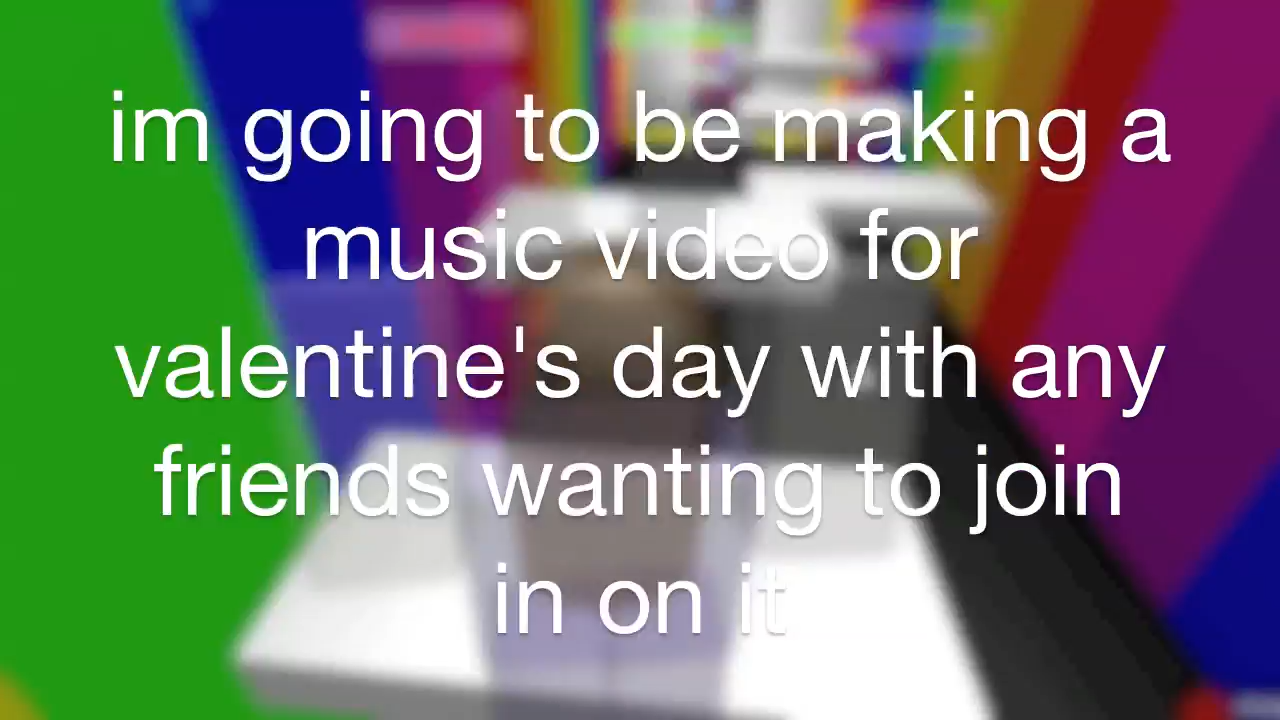 im going to be making a
music video for
valentine's day with any
friends wanting to join
in on it